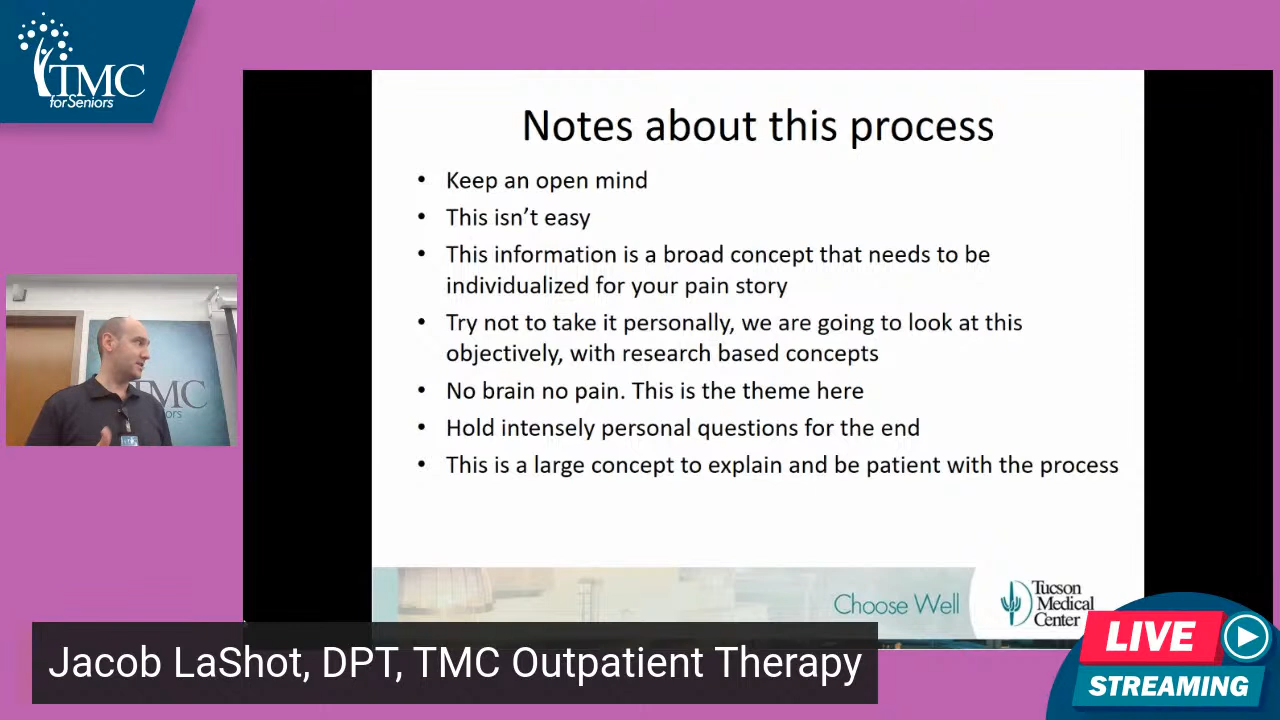 TMC
for Seniors
Notes about this process
• Keep an open mind
• This isn’t easy
• This information is a broad concept that needs to be
individualized for your pain story
• Try not to take it personally, we are going to look at this
objectively, with research based concepts
• No brain no pain. This is the theme here
• Hold intensely personal questions for the end
• This is a large concept to explain and be patient with the process
TMC
Choose Well
Tucson
Medical
Center
LIVE
STREAMING
Jacob LaShot, DPT, TMC Outpatient Therapy